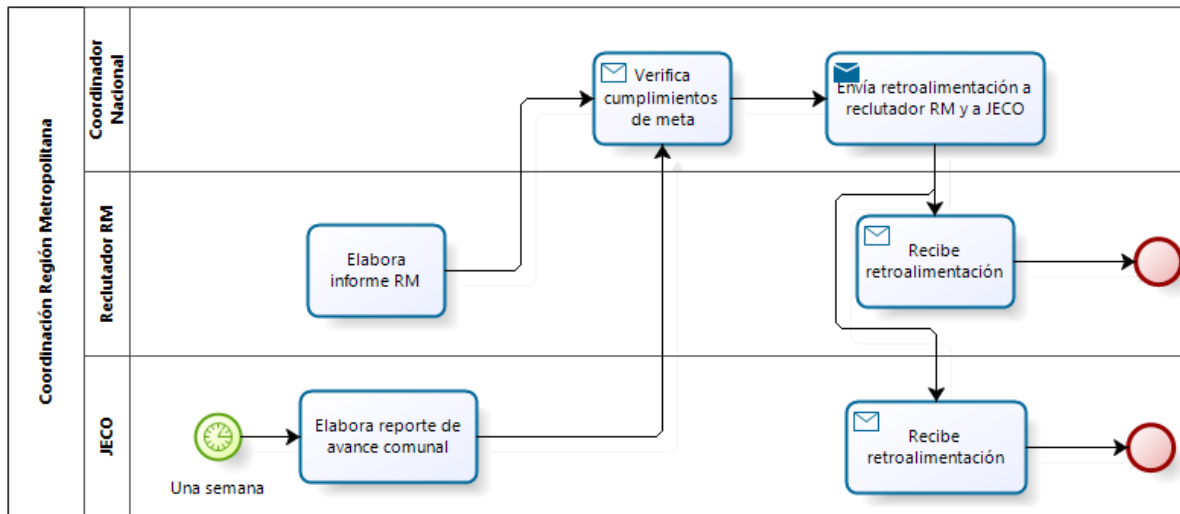 Coordinación Región Metropolitana
Coordinador
Nacional
Verifica
cumplimientos
de meta
Envía retroalimentación a
reclutador RM y a JECO
Reclutador RM
Elabora
informe RM
Recibe
retroalimentación
JECO
Una semana
Elabora reporte de
avance comunal
Recibe
retroalimentación